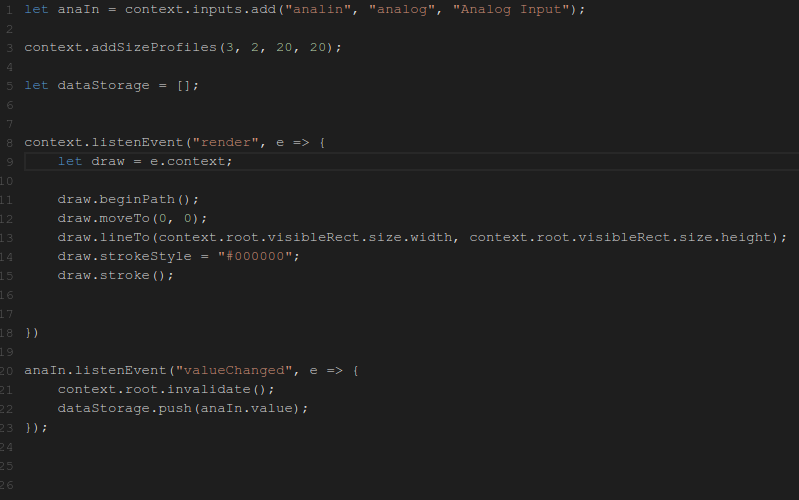 1 let anaIn = context.inputs.add("analin", "analog", "Analog Input");
2
3 context.addSizeProfiles(3, 2, 20, 20);
4
5 let dataStorage = [];
6
7
8 context.listenEvent("render", e => {
9     let draw = e.context;
10
11     draw.beginPath();
12     draw.moveTo(0, 0);
13     draw.lineTo(context.root.visibleRect.size.width, context.root.visibleRect.size.height);
14     draw.strokeStyle = "#000000";
15     draw.stroke();
16
17
18 })
19
20 anaIn.listenEvent("valueChanged", e => {
21     context.root.invalidate();
22     dataStorage.push(anaIn.value);
23 });
24
25
26